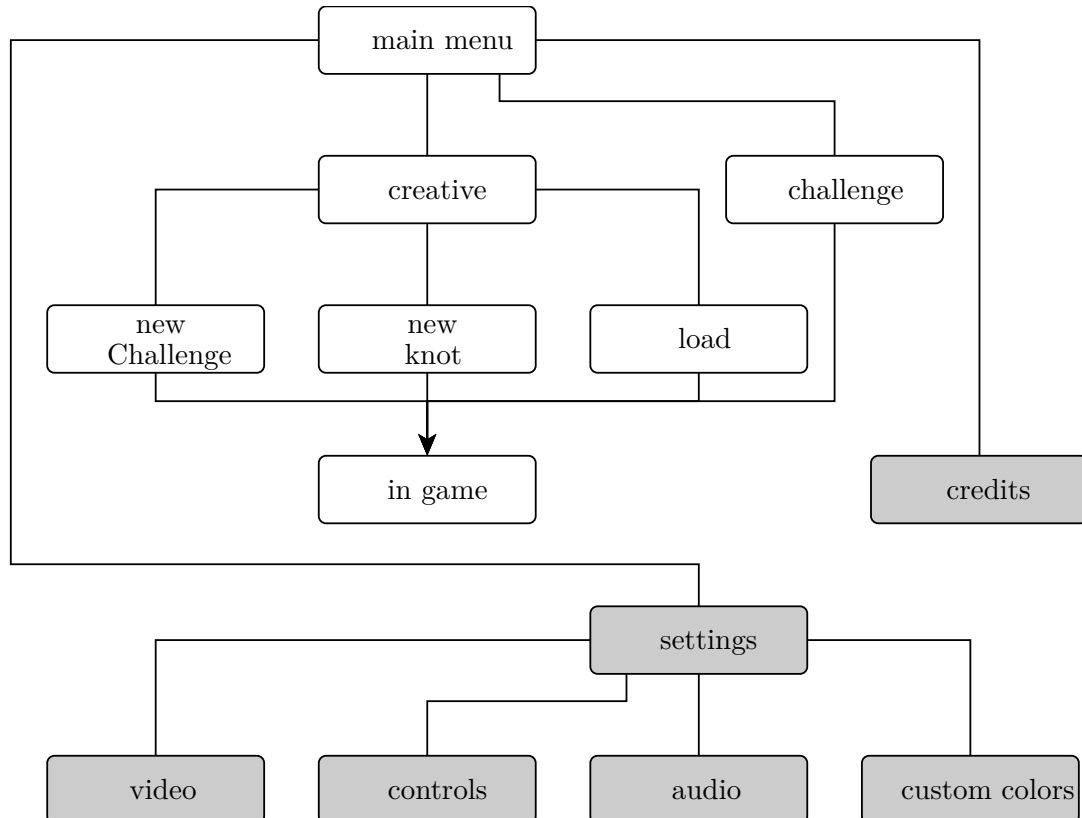 main menu
creative
challenge
new
Challenge
new
knot
load
in game
credits
settings
video
controls
audio
custom colors